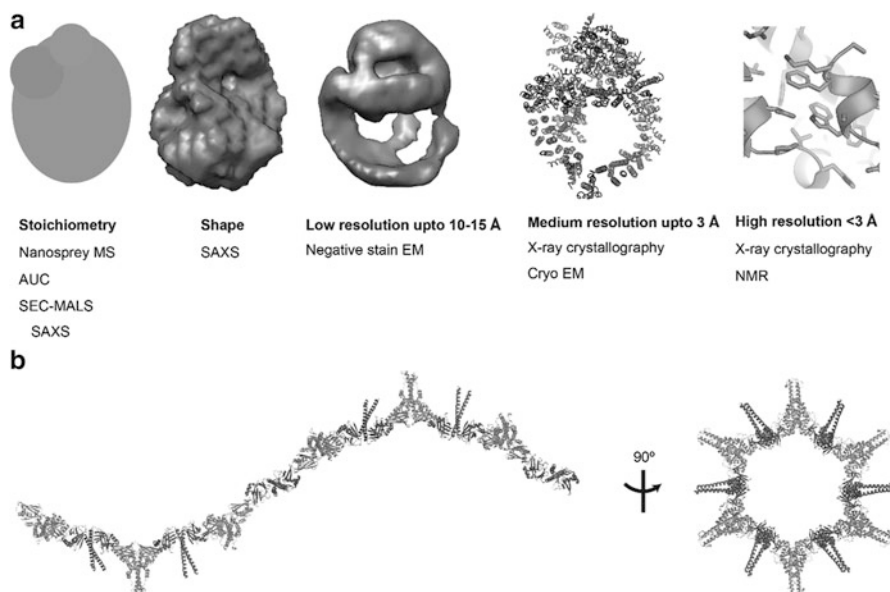 a
Stoichiometry
Nanosprey MS
AUC
SEC-MALS
SAXS
Shape
SAXS
Low resolution upto 10-15 Å
Negative stain EM
Medium resolution upto 3 Å
X-ray crystallography
Cryo EM
High resolution <3 Å
X-ray crystallography
NMR
b
90º